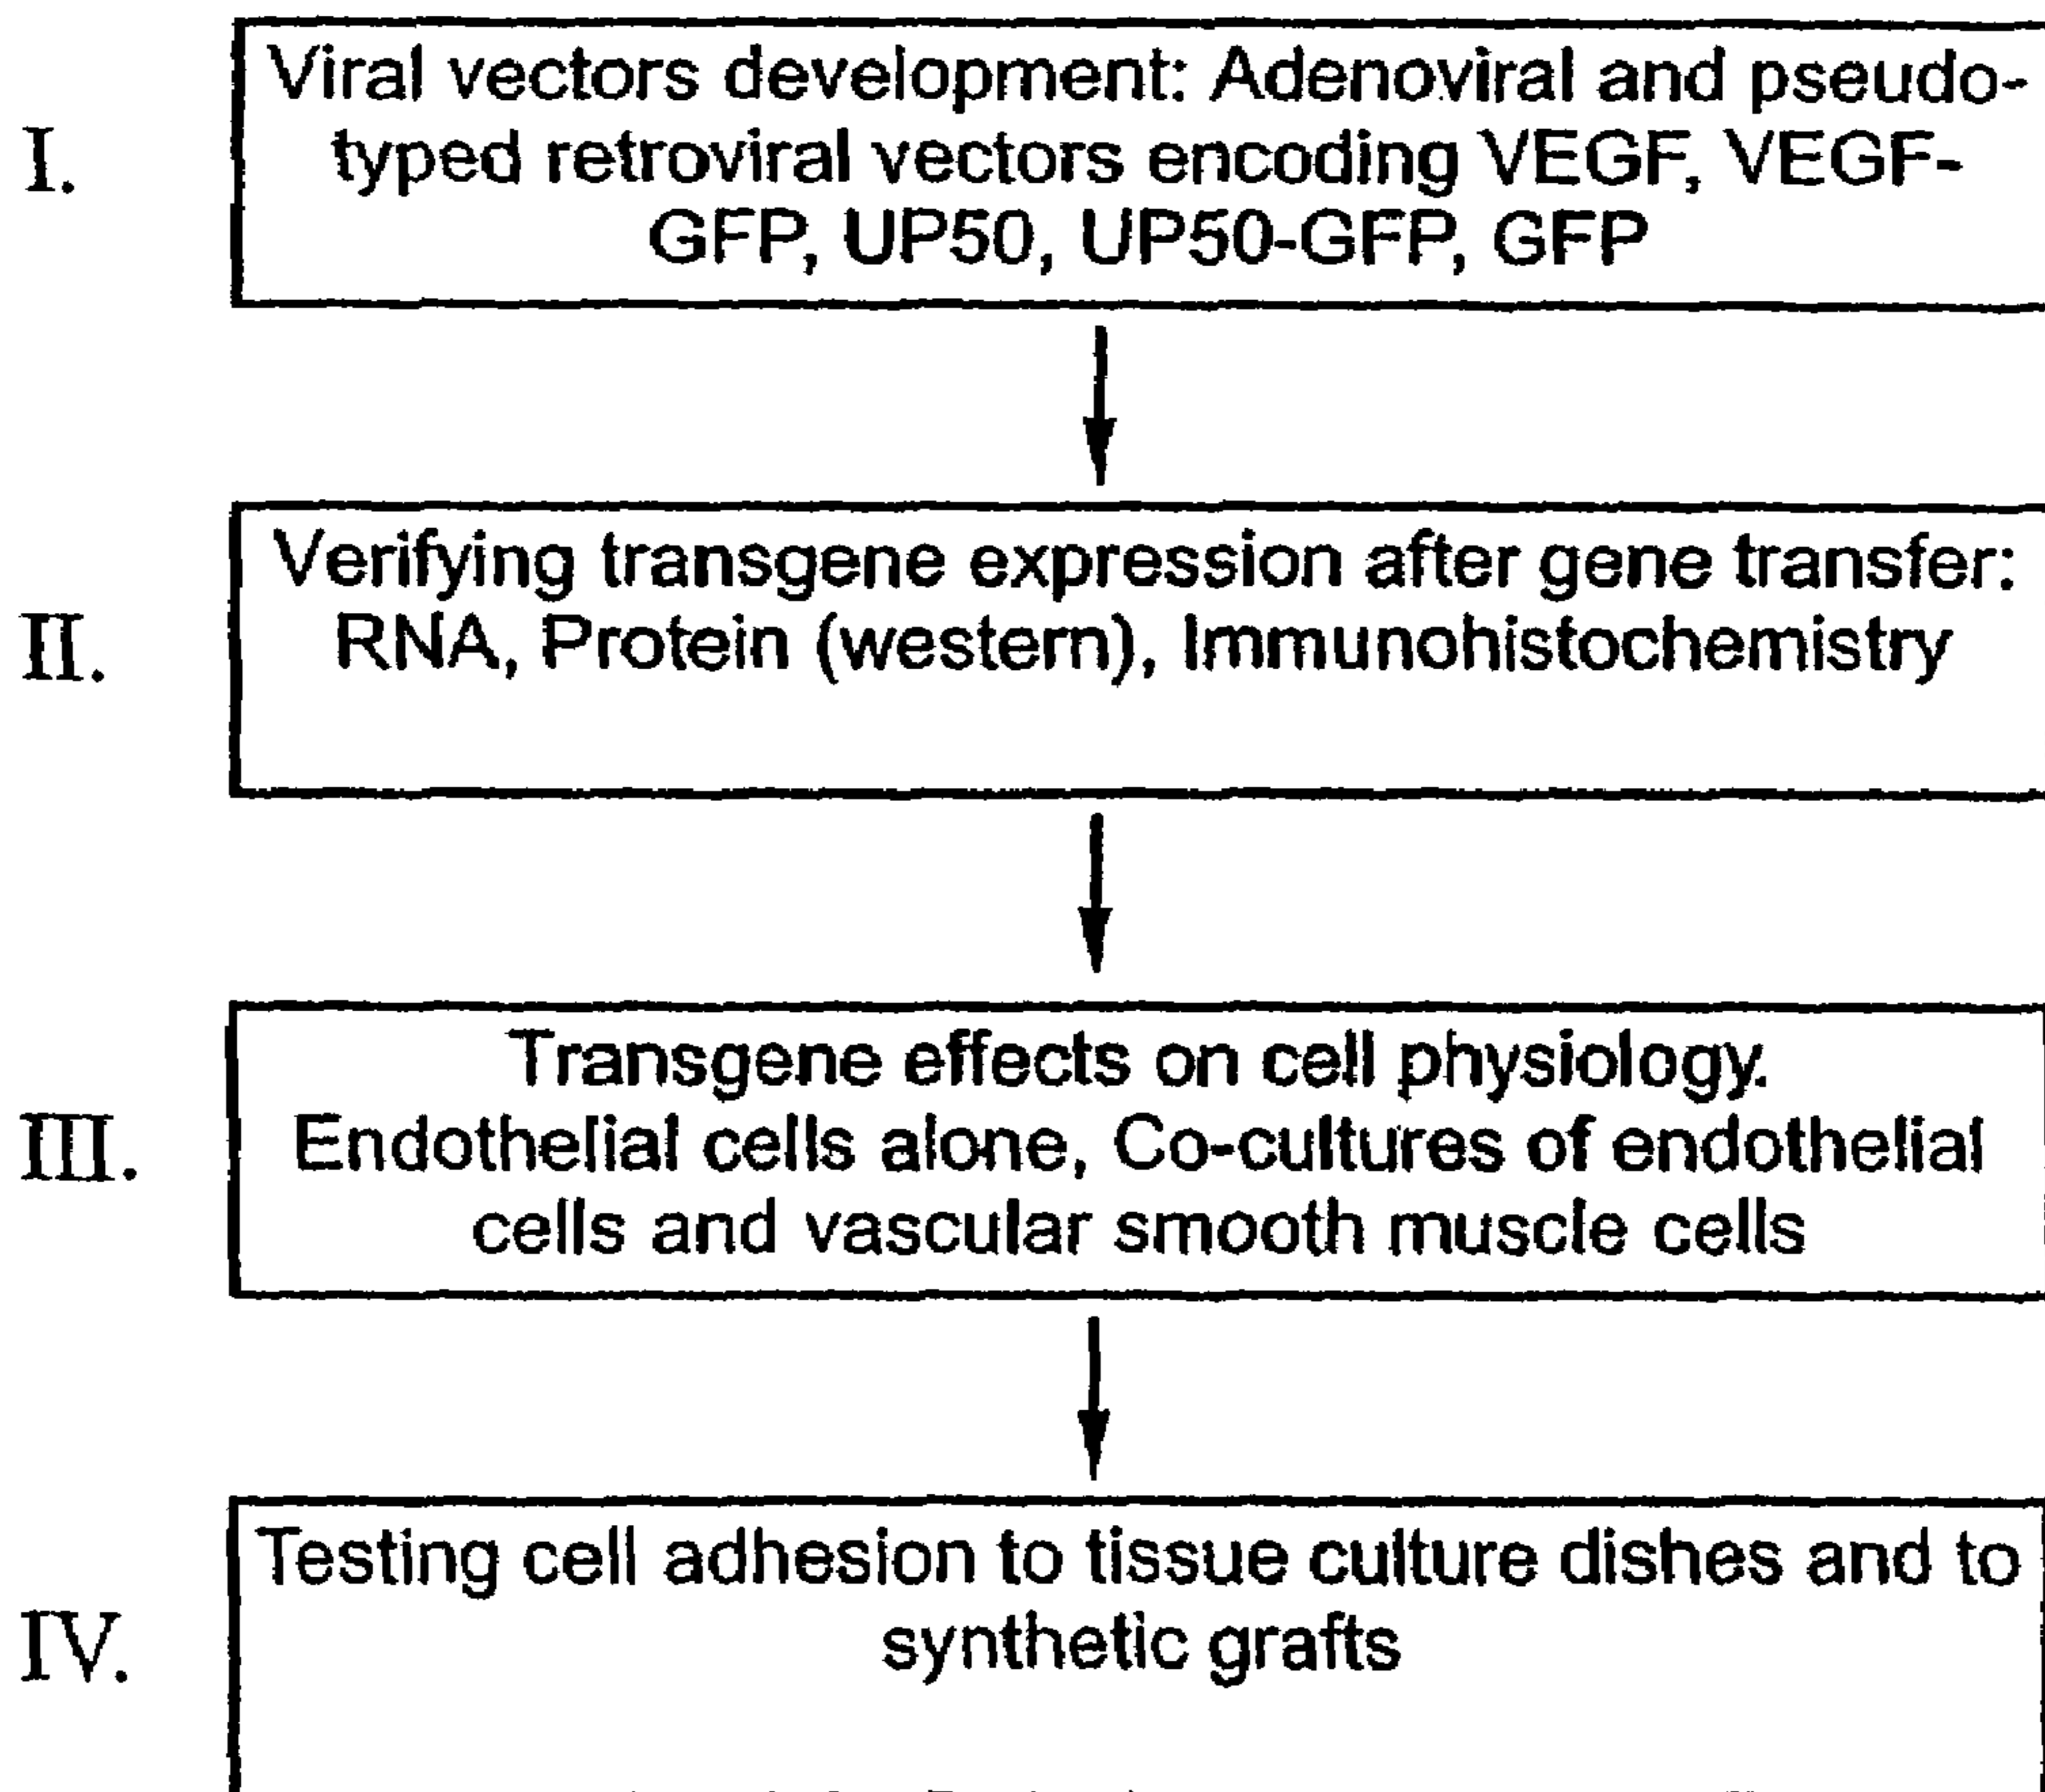 I.
Viral vectors development: Adenoviral and pseudo-
typed retroviral vectors encoding VEGF, VEGF-
GFP, UP50, UP50-GFP, GFP
II.
Verifying transgene expression after gene transfer:
RNA, Protein (western), Immunohistochemistry
III.
Transgene effects on cell physiology.
Endothelial cells alone, Co-cultures of endothelial
cells and vascular smooth muscle cells
IV.
Testing cell adhesion to tissue culture dishes and to
synthetic grafts